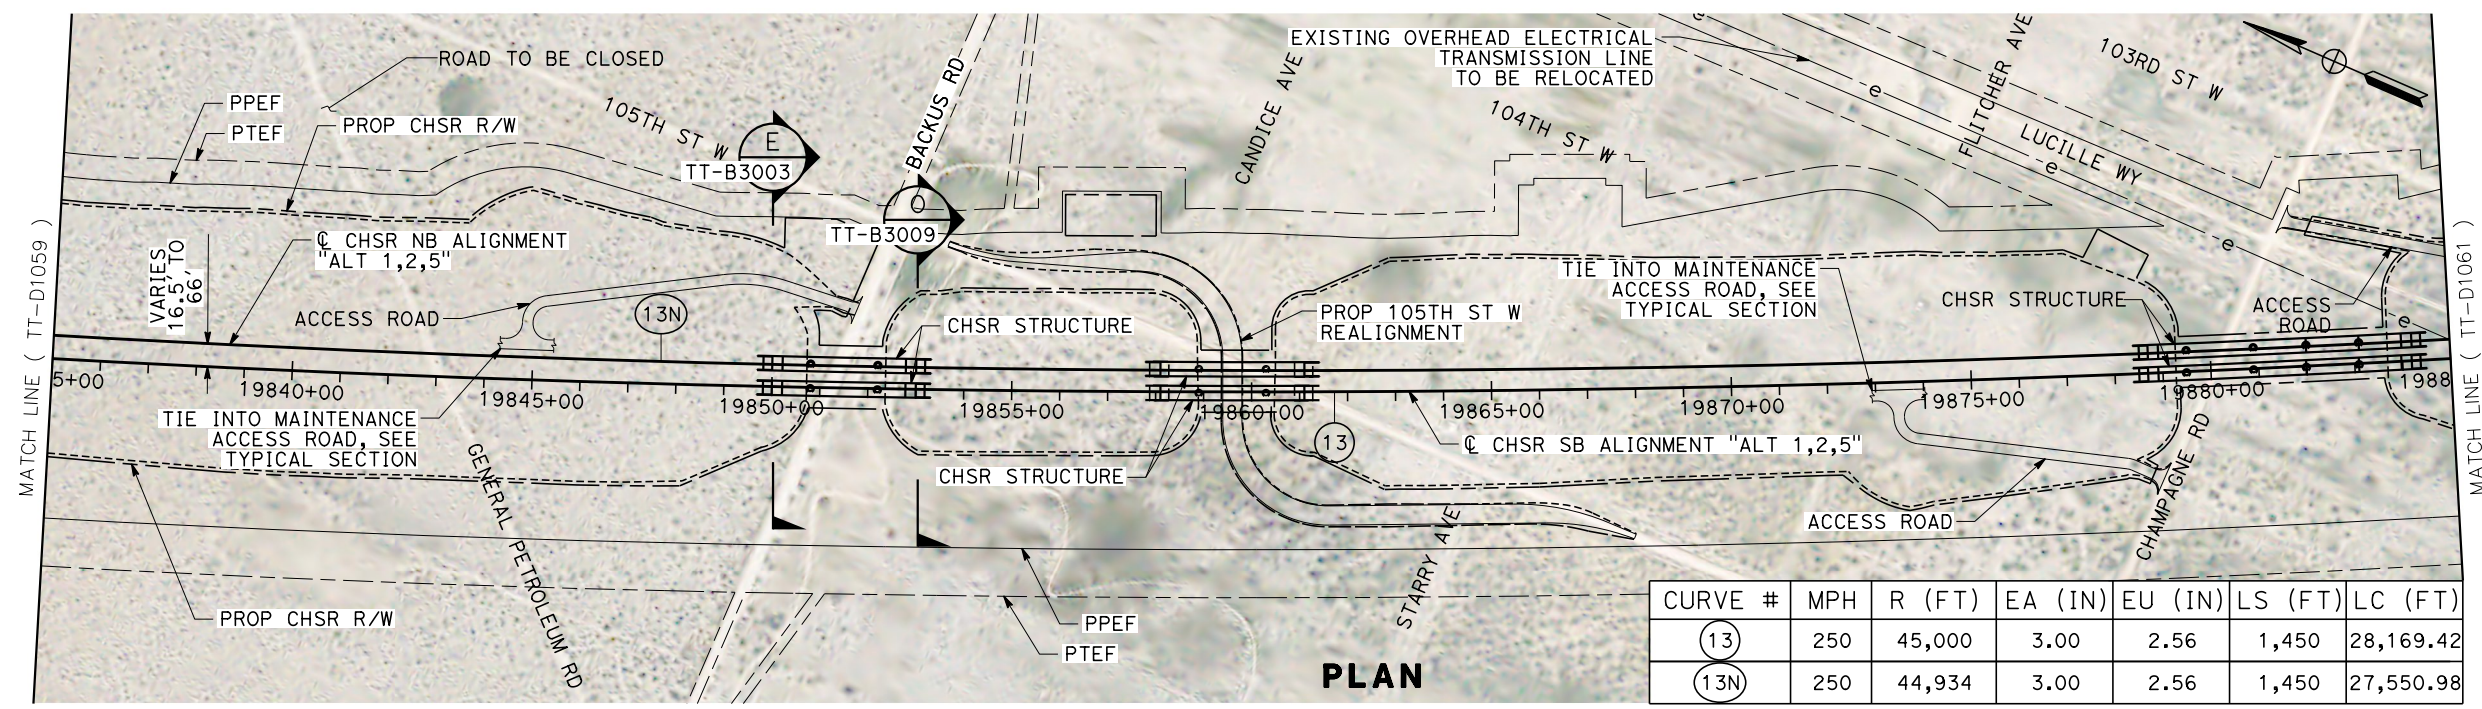 ROAD TO BE CLOSED
PPEF
PTEF
PROP CHSR R/W
105TH ST W
E
TT-B3003
BACKUS RD
O
TT-B3009
CANDICE AVE
EXISTING OVERHEAD ELECTRICAL
TRANSMISSION LINE
TO BE RELOCATED
104TH ST W
e
e
FLITCHER AVE
103RD ST W
LUCILLE WY
e
e
e
MATCH LINE ( TT-D1059 )
VARIES
16.5' TO
66'
℄ CHSR NB ALIGNMENT
"ALT 1,2,5"
ACCESS ROAD
13N
CHSR STRUCTURE
PROP 105TH ST W
REALIGNMENT
TIE INTO MAINTENANCE
ACCESS ROAD, SEE
TYPICAL SECTION
CHSR STRUCTURE
ACCESS
ROAD
MATCH LINE ( TT-D1061 )
5+00
19840+00
19845+00
19850+00
19855+00
19860+00
19865+00
19870+00
19875+00
19880+00
1988
TIE INTO MAINTENANCE
ACCESS ROAD, SEE
TYPICAL SECTION
GENERAL PETROLEUM RD
CHSR STRUCTURE
13
℄ CHSR SB ALIGNMENT "ALT 1,2,5"
STARRY AVE
ACCESS ROAD
CHAMPAGNE RD
PROP CHSR R/W
PPEF
PTEF
PLAN
CURVE # MPH R (FT) EA (IN) EU (IN) LS (FT) LC (FT)
13 250 45,000 3.00 2.56 1,450 28,169.42
13N 250 44,934 3.00 2.56 1,450 27,550.98